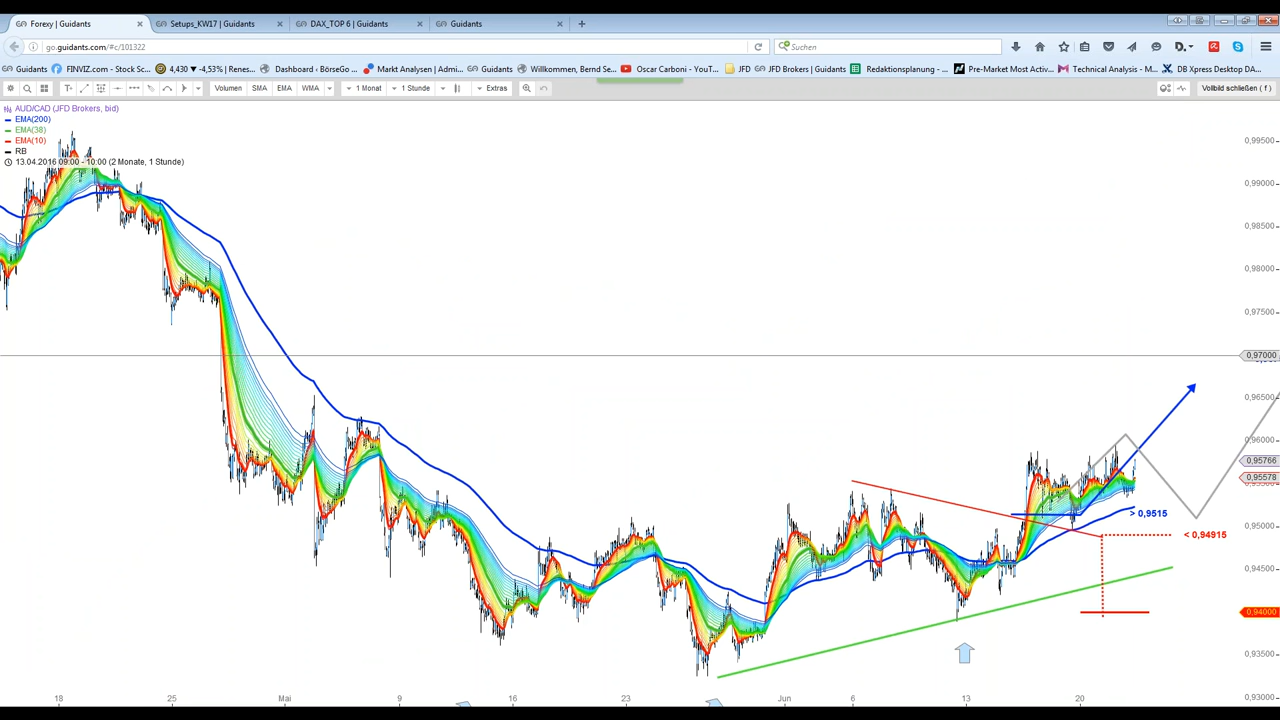 Forexy | Guidants
Setups_KW17 | Guidants
DAX_TOP 6 | Guidants
Guidants
go.guidants.com/#c/101322
Suchen
Guidants
FINVIZ.com - Stock Sc...
4,430 ▾ -4,53% | Renes...
Dashboard ‹ BörseGo ...
Markt Analysen | Admi...
Guidants
Willkommen, Bernd Se...
Oscar Carboni - YouT...
JFD
JFD Brokers | Guidants
Redaktionsplanung - ...
Pre-Market Most Activ...
Technical Analysis - M...
DB Xpress Desktop DA...
Volumen
SMA
EMA
WMA
1 Monat
1 Stunde
Extras
Vollbild schließen ( f )
AUD/CAD (JFD Brokers, bid)
EMA(200)
EMA(38)
EMA(10)
RB
13.04.2016 09:00 - 10:00 (2 Monate, 1 Stunde)
0,99500
0,99000
0,98500
0,98000
0,97500
0,97000
0,96500
0,96000
0,95766
0,95578
> 0,9515
0,95000
< 0,94915
0,94500
0,94000
0,93500
0,93000
18
25
Mai
9
16
23
Jun
6
13
20